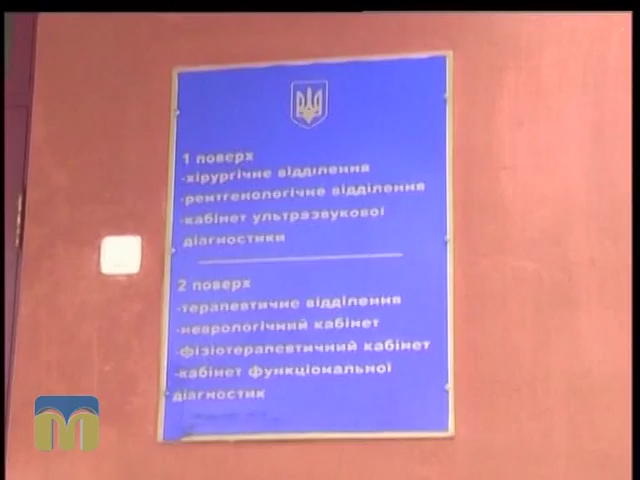 1 поверх
-хірургічне відділення
-рентгенологічне відділення
-кабінет ультразвукової
діагностики
2 поверх
-терапевтичне відділення
-неврологічний кабінет
-фізіотерапевтичний кабінет
-кабінет функціональної
діагностик
М